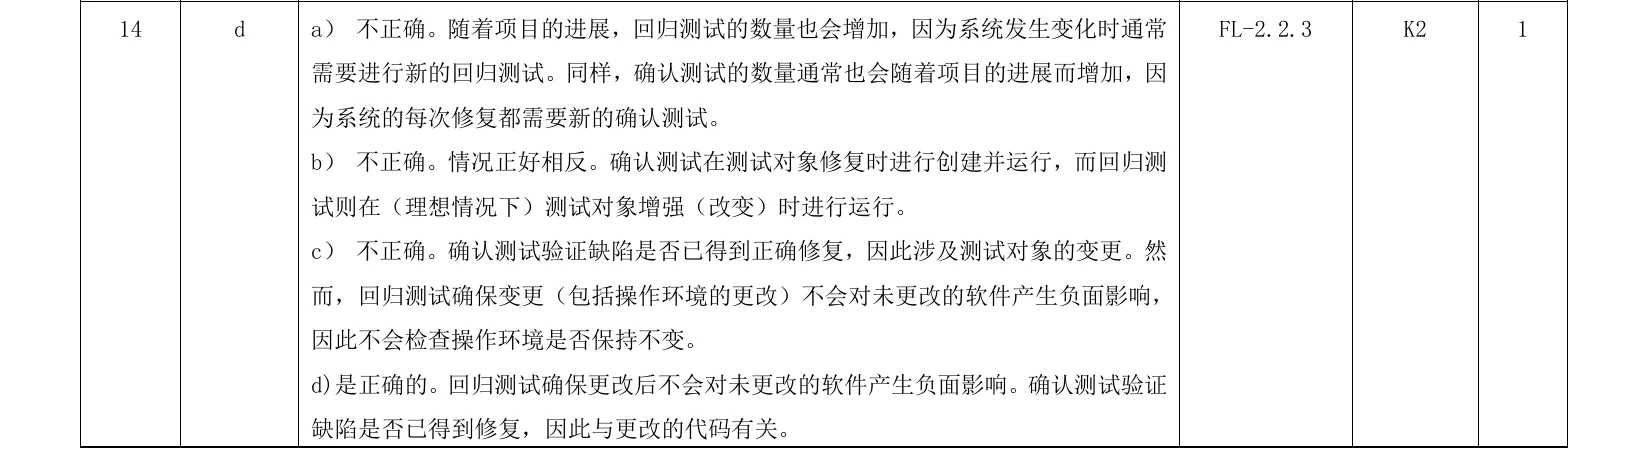 14 d a） 不正确。随着项目的进展，回归测试的数量也会增加，因为系统发生变化时通常 FL-2.2.3 K2 1
需要进行新的回归测试。同样，确认测试的数量通常也会随着项目的进展而增加，因
为系统的每次修复都需要新的确认测试。
b） 不正确。情况正好相反。确认测试在测试对象修复时进行创建并运行，而回归测
试则在（理想情况下）测试对象增强（改变）时进行运行。
c） 不正确。确认测试验证缺陷是否已得到正确修复，因此涉及测试对象的变更。然
而，回归测试确保变更（包括操作环境的更改）不会对未更改的软件产生负面影响，
因此不会检查操作环境是否保持不变。
d)是正确的。回归测试确保更改后不会对未更改的软件产生负面影响。确认测试验证
缺陷是否已得到修复，因此与更改的代码有关。